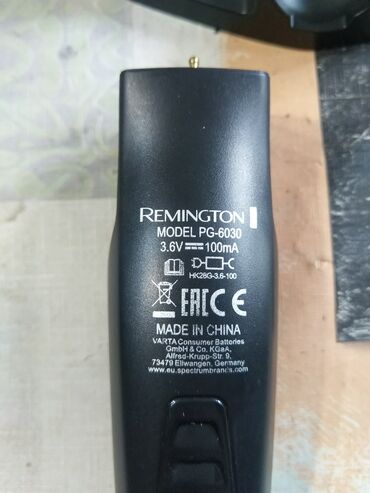 REMINGTON
MODEL PG-6030
3.6V⎓100mA
HK28G-3.6-100
EAC CE
MADE IN CHINA
VARTA Consumer Batteries
GmbH & Co. KGaA,
Alfred-Krupp-Str. 9,
73479 Ellwangen, Germany
www.eu.spectrumbrands.com